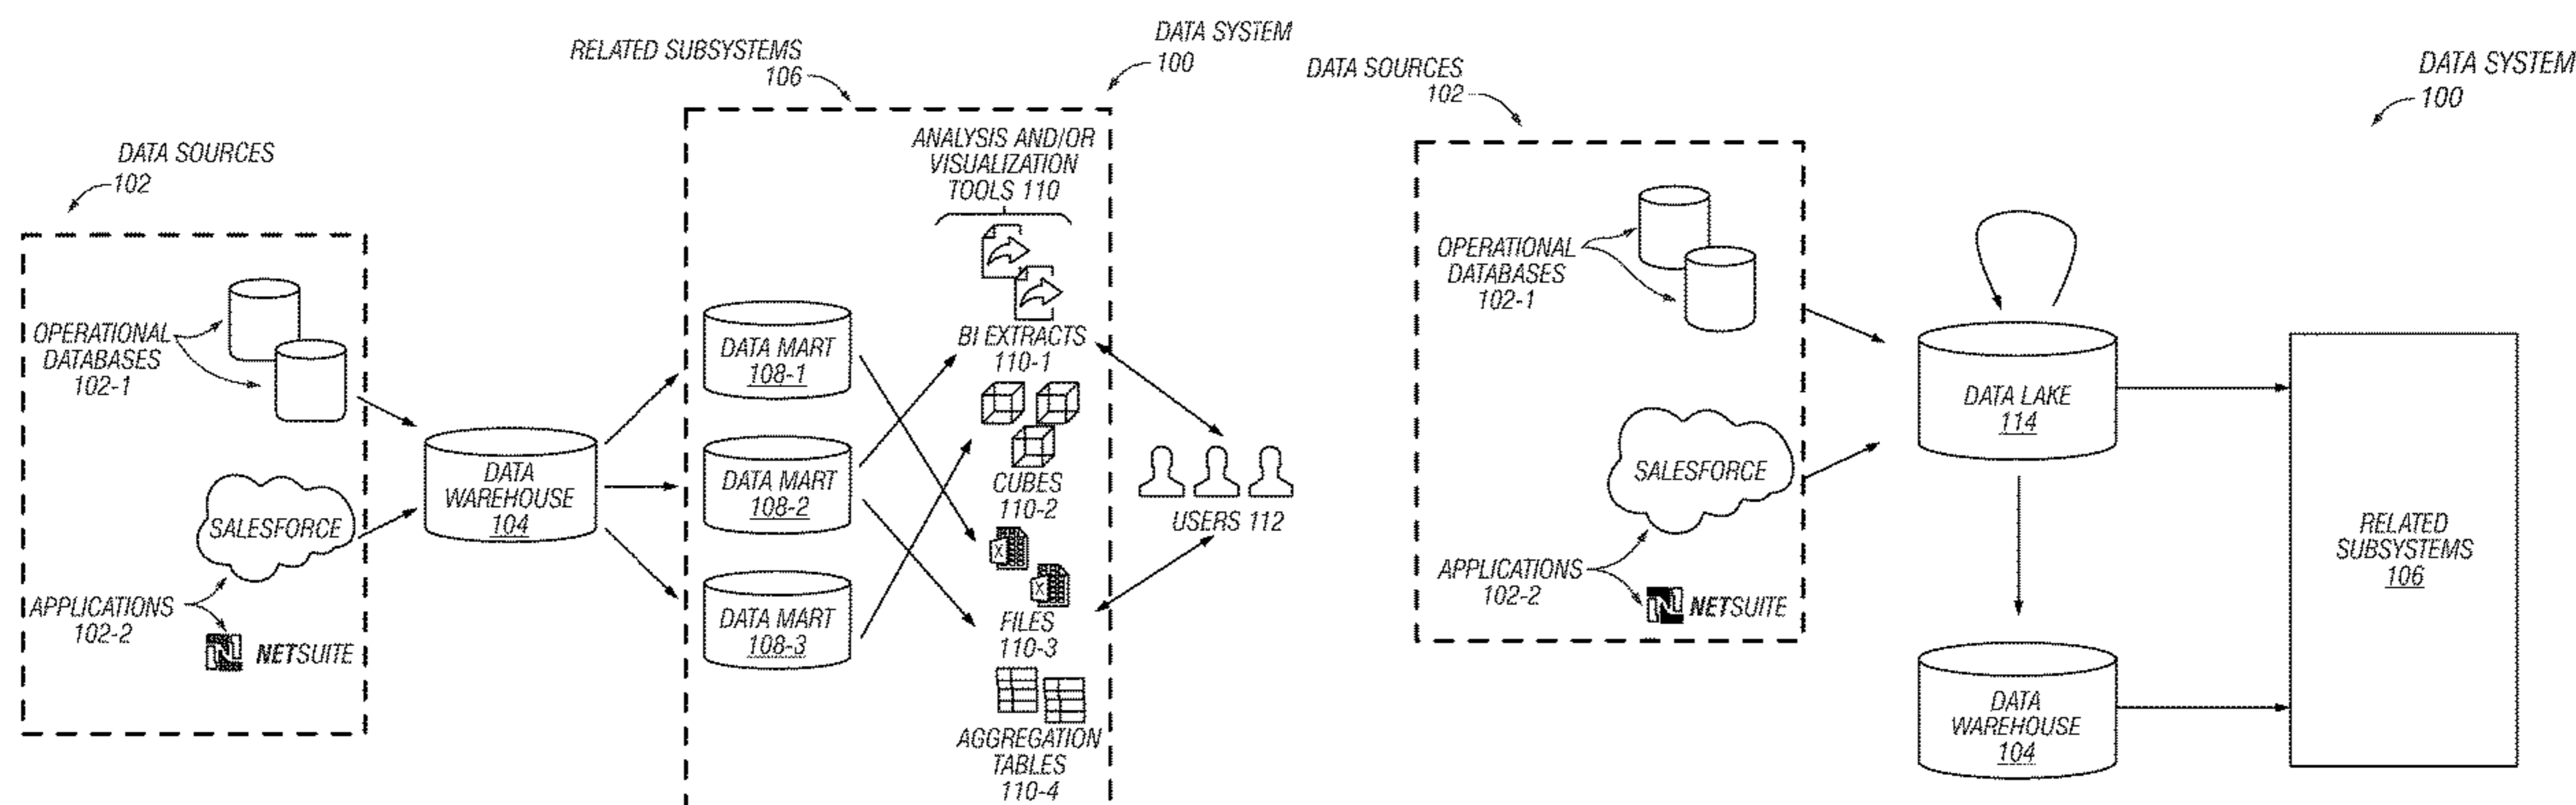 DATA SOURCES
102
OPERATIONAL
DATABASES
102-1
SALESFORCE
APPLICATIONS
102-2
NETSUITE
DATA
WAREHOUSE
104
RELATED SUBSYSTEMS
106
DATA MART
108-1
DATA MART
108-2
DATA MART
108-3
ANALYSIS AND/OR
VISUALIZATION
TOOLS 110
BI EXTRACTS
110-1
CUBES
110-2
X
X
FILES
110-3
AGGREGATION
TABLES
110-4
DATA SYSTEM
100
USERS 112
DATA SOURCES
102
OPERATIONAL
DATABASES
102-1
SALESFORCE
APPLICATIONS
102-2
NETSUITE
DATA LAKE
114
DATA
WAREHOUSE
104
DATA SYSTEM
100
RELATED
SUBSYSTEMS
106